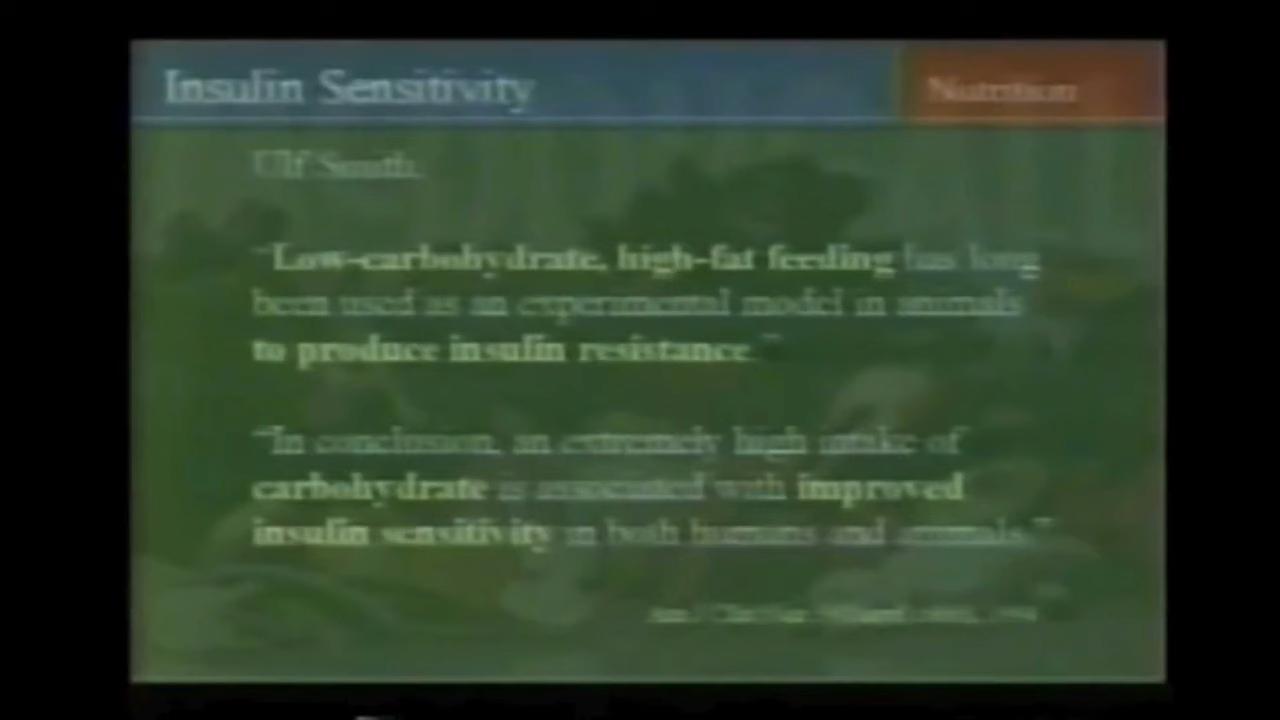 Insulin Sensitivity
Nutrition
Ulf Smith.
"Low-carbohydrate, high-fat feeding has long
been used as an experimental model in animals
to produce insulin resistance."
"In conclusion, an extremely high intake of
carbohydrate is associated with improved
insulin sensitivity in both humans and animals."